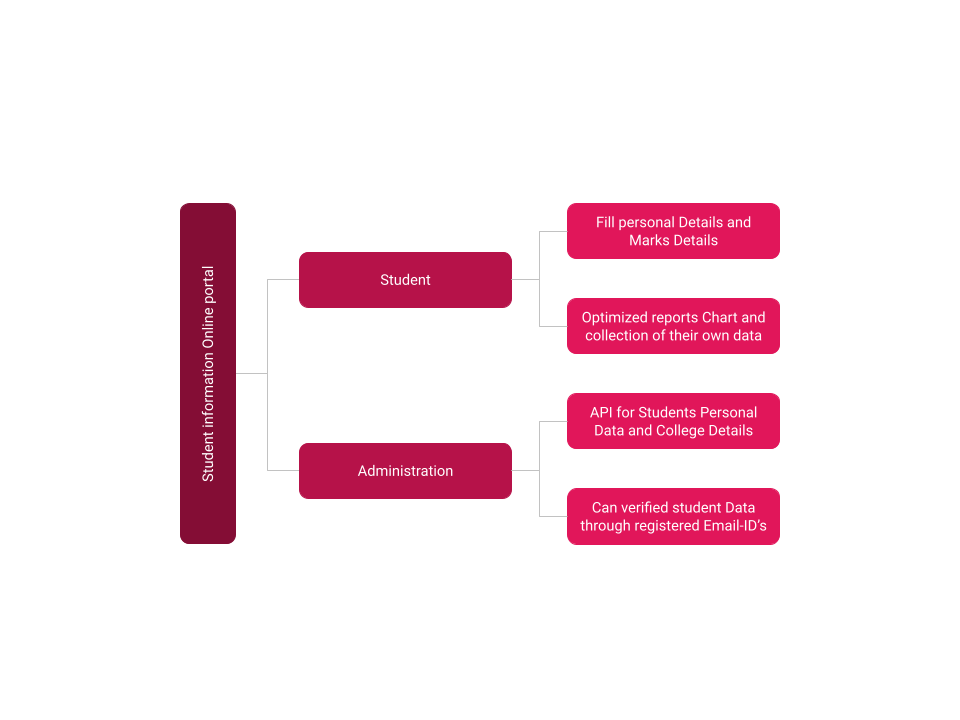 Student information Online portal
Student
Fill personal Details and
Marks Details
Optimized reports Chart and
collection of their own data
Administration
API for Students Personal
Data and College Details
Can verified student Data
through registered Email-ID’s